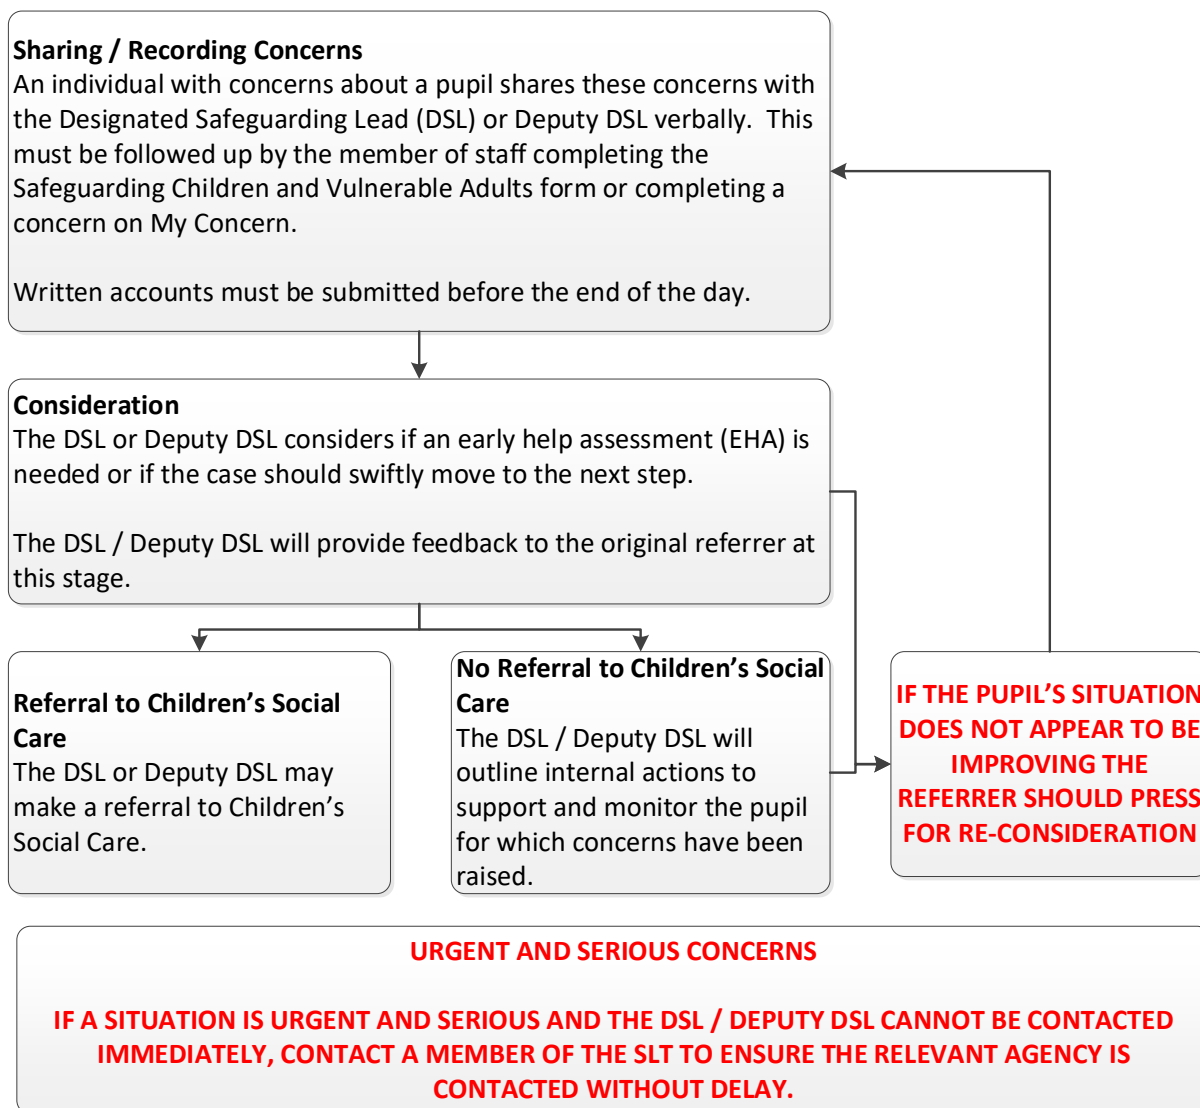 Sharing / Recording Concerns
An individual with concerns about a pupil shares these concerns with
the Designated Safeguarding Lead (DSL) or Deputy DSL verbally.  This
must be followed up by the member of staff completing the
Safeguarding Children and Vulnerable Adults form or completing a
concern on My Concern.
Written accounts must be submitted before the end of the day.
Consideration
The DSL or Deputy DSL considers if an early help assessment (EHA) is
needed or if the case should swiftly move to the next step.
The DSL / Deputy DSL will provide feedback to the original referrer at
this stage.
Referral to Children’s Social
Care
The DSL or Deputy DSL may
make a referral to Children’s
Social Care.
No Referral to Children’s Social
Care
The DSL / Deputy DSL will
outline internal actions to
support and monitor the pupil
for which concerns have been
raised.
IF THE PUPIL’S SITUATION
DOES NOT APPEAR TO BE
IMPROVING THE
REFERRER SHOULD PRESS
FOR RE-CONSIDERATION
URGENT AND SERIOUS CONCERNS
IF A SITUATION IS URGENT AND SERIOUS AND THE DSL / DEPUTY DSL CANNOT BE CONTACTED
IMMEDIATELY, CONTACT A MEMBER OF THE SLT TO ENSURE THE RELEVANT AGENCY IS
CONTACTED WITHOUT DELAY.